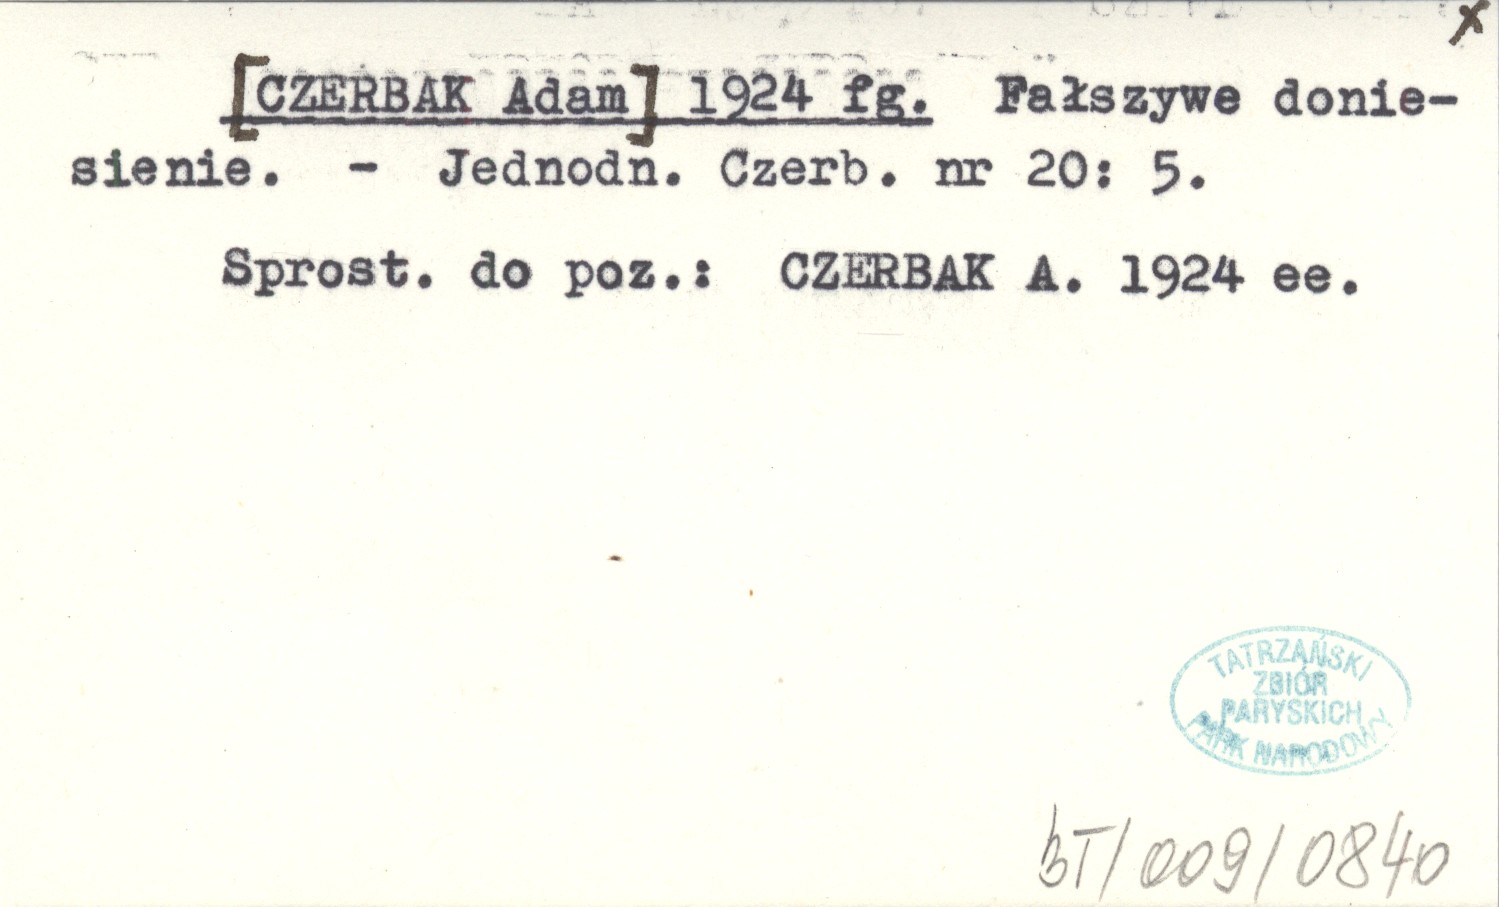 x
[CZERBAK Adam] 1924 fg. Fałszywe donie-
sienie. - Jednodn. Czerb. nr 20: 5.
Sprost. do poz.: CZERBAK A. 1924 ee.
TATRZAŃSKI
ZBIÓR
PARYSKICH
PARK NARODOWY
BT/009/0840